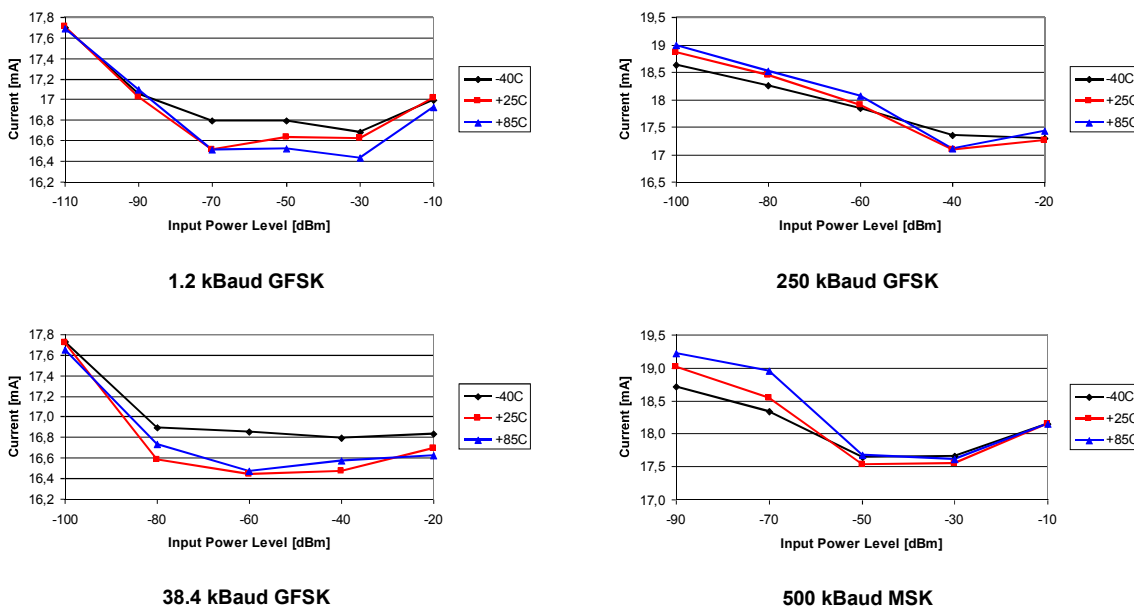 17,8
17,6
17,4
17,2
17
16,8
16,6
16,4
16,2
Current [mA]
-110 -90 -70 -50 -30 -10
Input Power Level [dBm]
-40C
+25C
+85C
1.2 kBaud GFSK
19,5
19
18,5
18
17,5
17
16,5
Current [mA]
-100 -80 -60 -40 -20
Input Power Level [dBm]
-40C
+25C
+85C
250 kBaud GFSK
17,8
17,6
17,4
17,2
17,0
16,8
16,6
16,4
16,2
Current [mA]
-100 -80 -60 -40 -20
Input Power Level [dBm]
-40C
+25C
+85C
38.4 kBaud GFSK
19,5
19,0
18,5
18,0
17,5
17,0
Current [mA]
-90 -70 -50 -30 -10
Input Power Level [dBm]
-40C
+25C
+85C
500 kBaud MSK